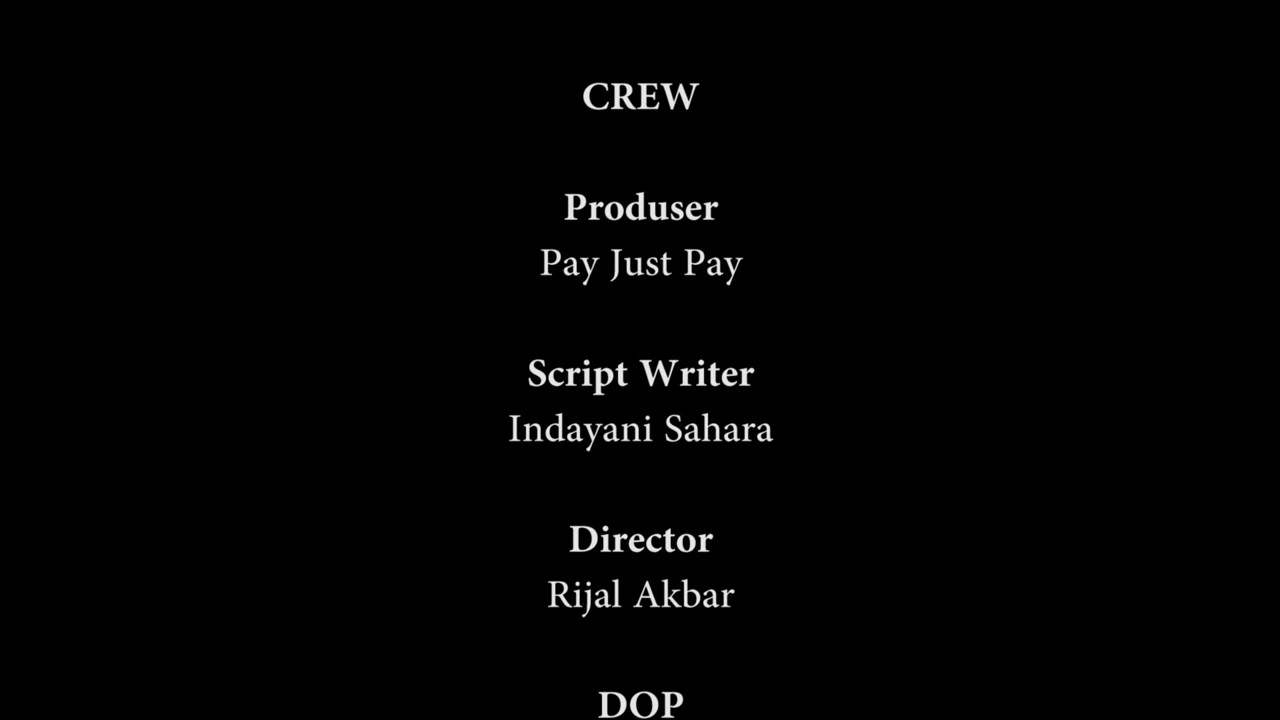 CREW
Produser
Pay Just Pay
Script Writer
Indayani Sahara
Director
Rijal Akbar
DOP